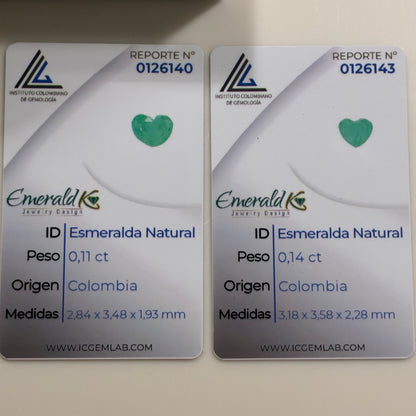 REPORTE Nº
0126140
INSTITUTO COLOMBIANO
DE GEMOLOGÍA
Emerald K
Jewelry Design
ID Esmeralda Natural
Peso 0,11 ct
Origen Colombia
Medidas 2,84 x 3,48 x 1,93 mm
WWW.ICGEMLAB.COM
REPORTE Nº
0126143
INSTITUTO COLOMBIANO
DE GEMOLOGÍA
Emerald K
Jewelry Design
ID Esmeralda Natural
Peso 0,14 ct
Origen Colombia
Medidas 3,18 x 3,58 x 2,28 mm
WWW.ICGEMLAB.COM